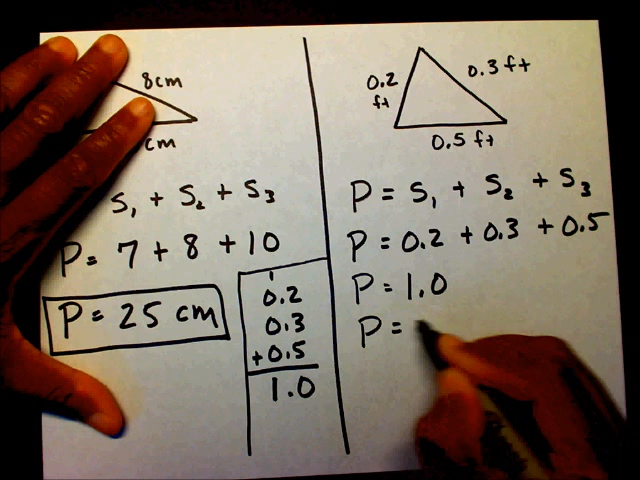 8cm
cm
S₁ + S₂ + S₃
P = 7 + 8 + 10
P = 25 cm
1
0.2
0.3
+0.5
1.0
0.2 ft
0.3 ft
0.5 ft
P = S₁ + S₂ + S₃
P = 0.2 + 0.3 + 0.5
P = 1.0
P =